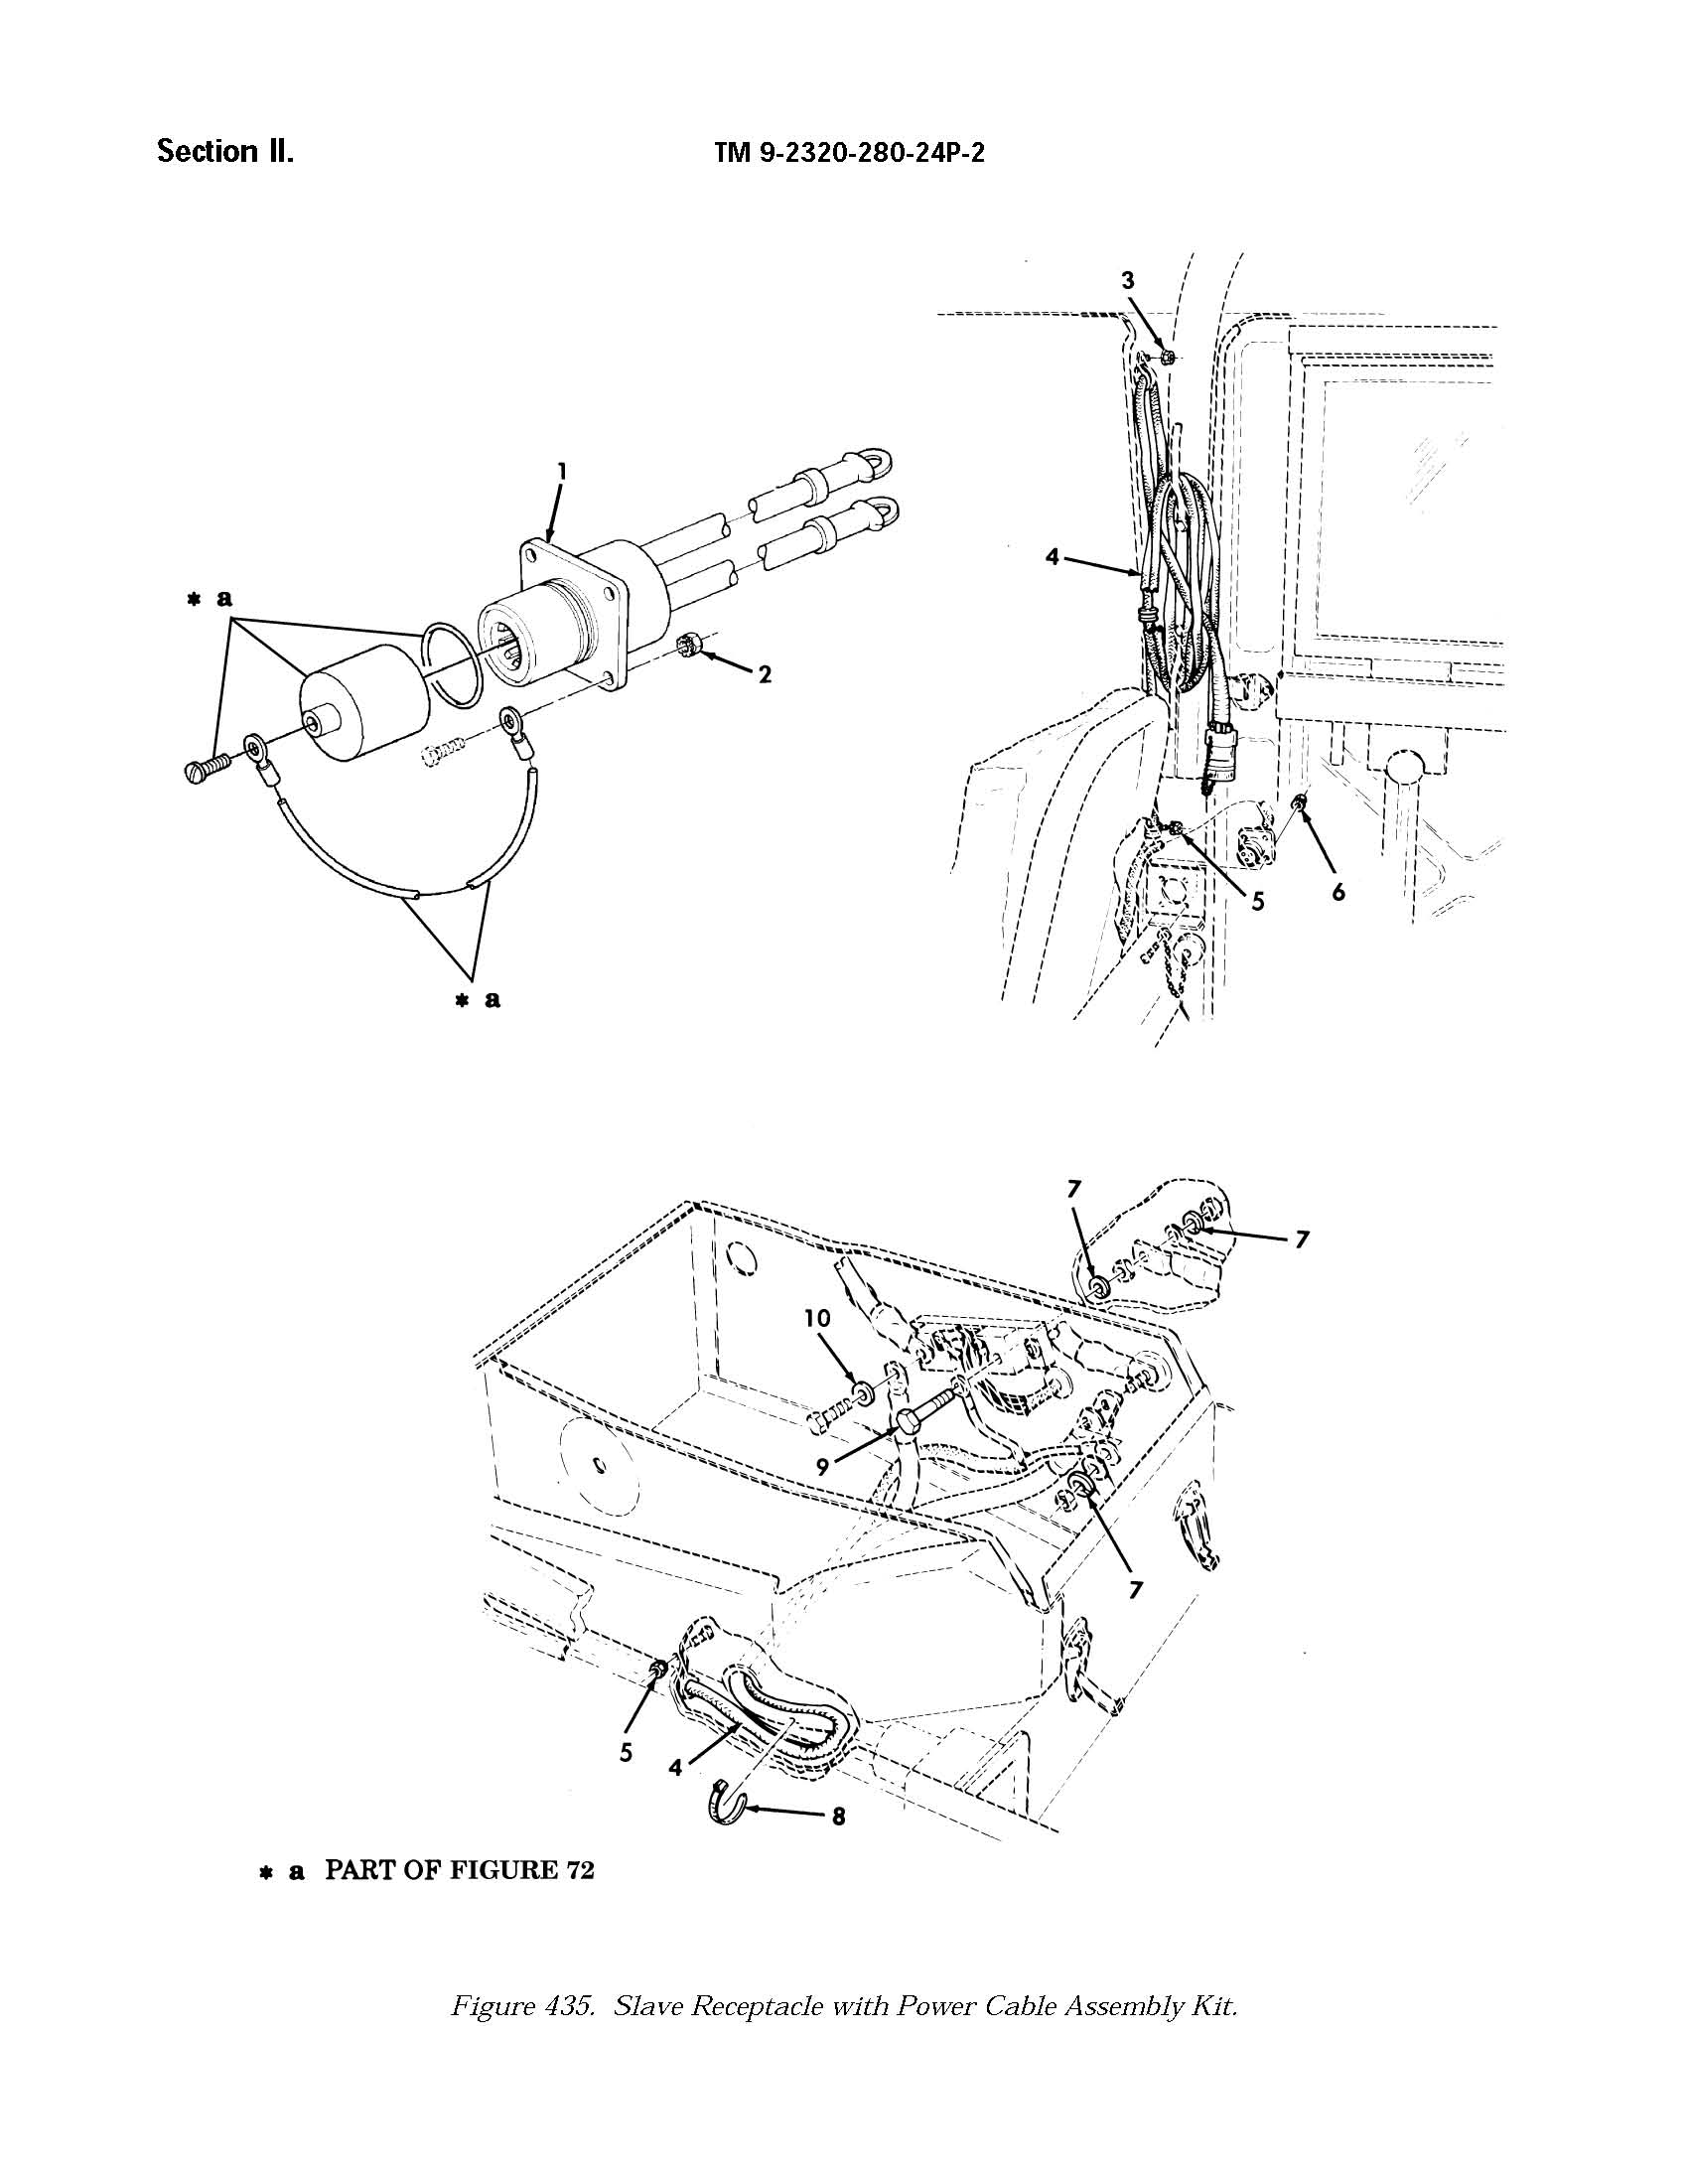 Section II.
TM 9-2320-280-24P-2
3
1
4
* a
2
5
6
* a
7
7
10
9
7
5
4
8
* a PART OF FIGURE 72
Figure 435. Slave Receptacle with Power Cable Assembly Kit.